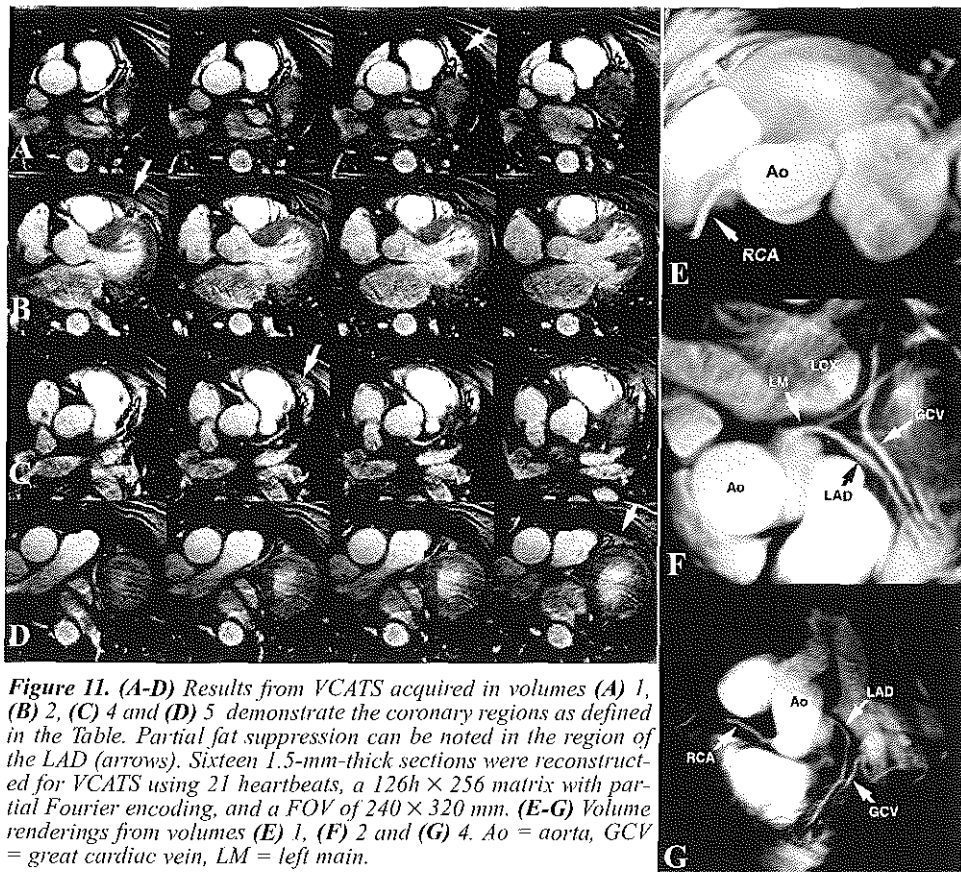 A
B
C
D
Ao
RCA
E
LM
LCX
GCV
Ao
LAD
F
Ao
LAD
RCA
GCV
G
Figure 11. (A-D) Results from VCATS acquired in volumes (A) 1,
(B) 2, (C) 4 and (D) 5 demonstrate the coronary regions as defined
in the Table. Partial fat suppression can be noted in the region of
the LAD (arrows). Sixteen 1.5-mm-thick sections were reconstruct-
ed for VCATS using 21 heartbeats, a 126h × 256 matrix with par-
tial Fourier encoding, and a FOV of 240 × 320 mm. (E-G) Volume
renderings from volumes (E) 1, (F) 2 and (G) 4. Ao = aorta, GCV
= great cardiac vein, LM = left main.